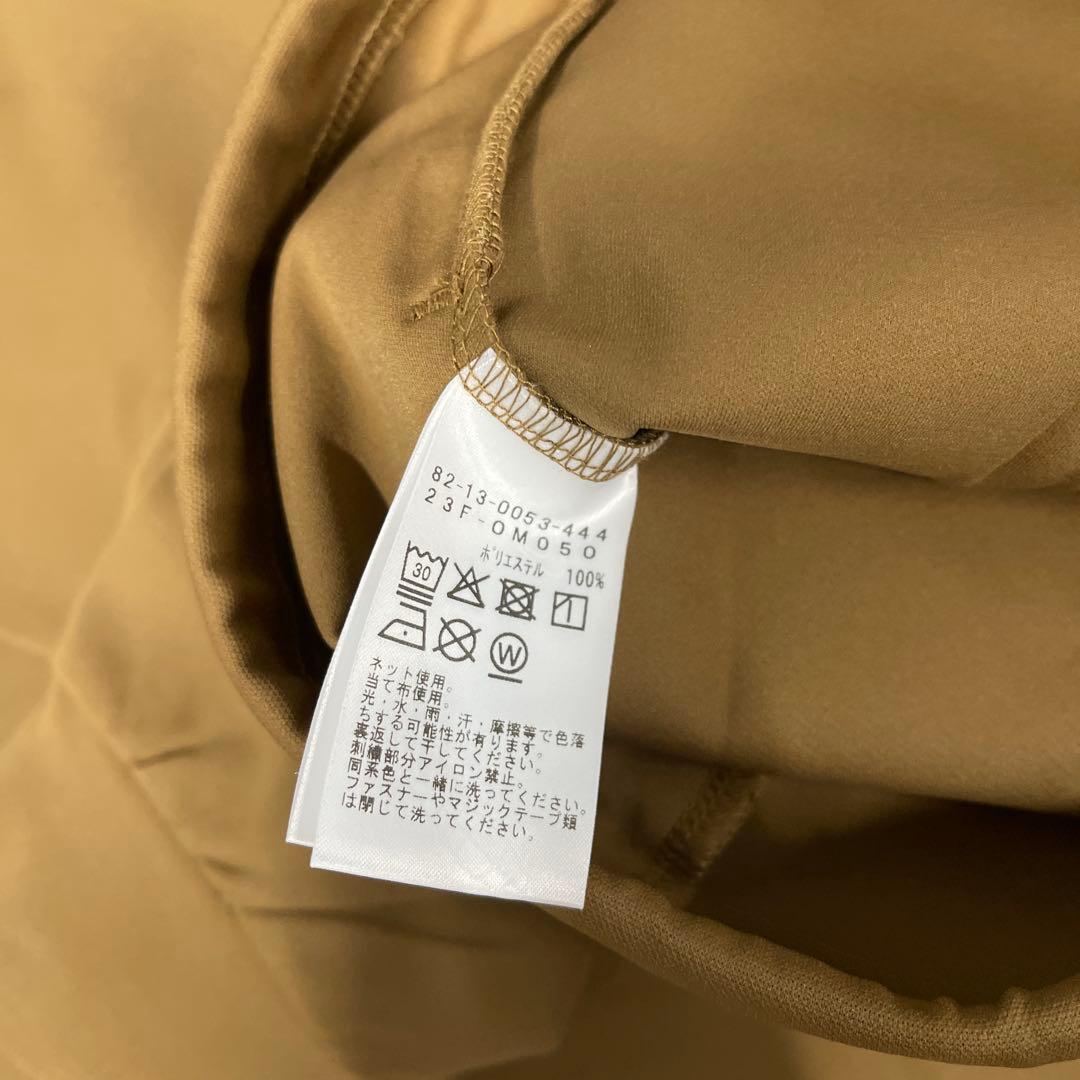 82-13-0053-444
23F-OM050
ポリエステル 100%
30
W
ネット使用。
当て布使用。
光・水・雨・汗・摩擦等で色落
ちする可能性が有ります。
裏返して干してください。
刺繍部分アイロン禁止。
同系色と一緒に洗ってください。
ファスナーやマジックテープ類
は閉じて洗ってください。